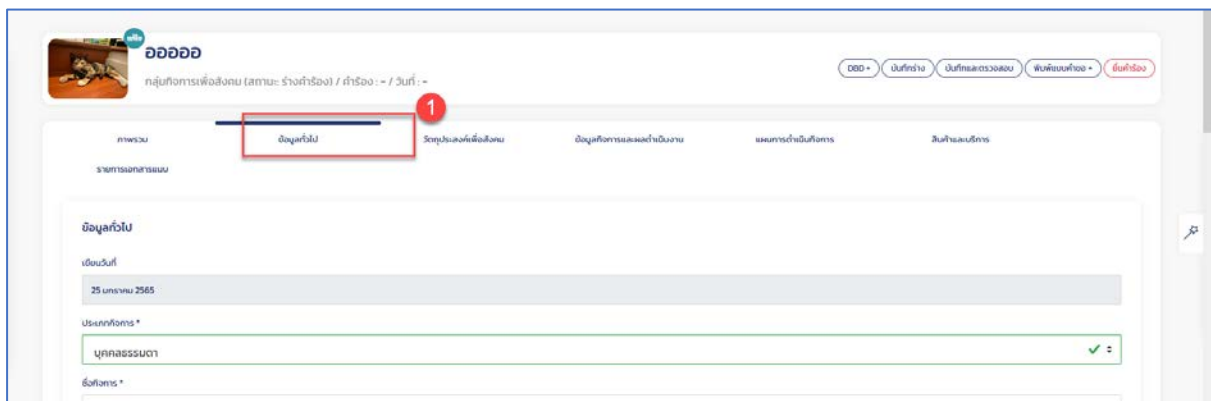 ออออออ
กลุ่มกิจการเพื่อสังคม (สถานะ: ร่างคำร้อง) / คำร้อง : - / วันที่ : -
DBD + บันทึกร่าง บันทึกและตรวจสอบ พิมพ์แบบคำขอ + ยื่นคำร้อง
1
ภาพรวม ข้อมูลทั่วไป วัตถุประสงค์เพื่อสังคม ข้อมูลกิจการและผลดำเนินงาน แผนการดำเนินกิจการ สินค้าและบริการ
รายการเอกสารแนบ
ข้อมูลทั่วไป
เขียนวันที่
25 มกราคม 2565
ประเภทกิจการ *
บุคคลธรรมดา
ชื่อกิจการ *